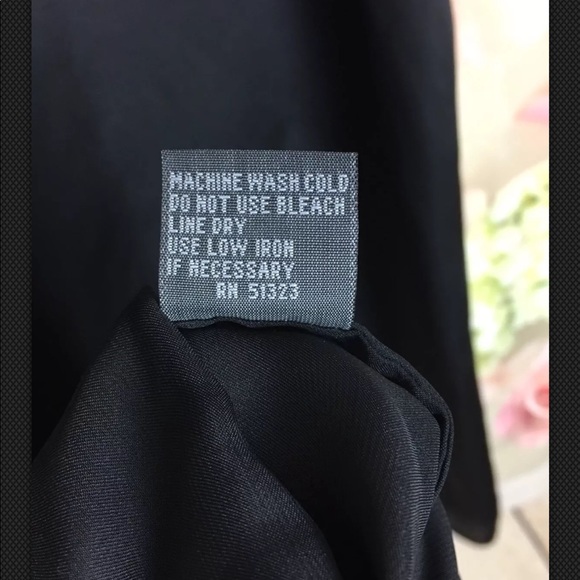 MACHINE WASH COLD
DO NOT USE BLEACH
LINE DRY
USE LOW IRON
IF NECESSARY
RN 51323